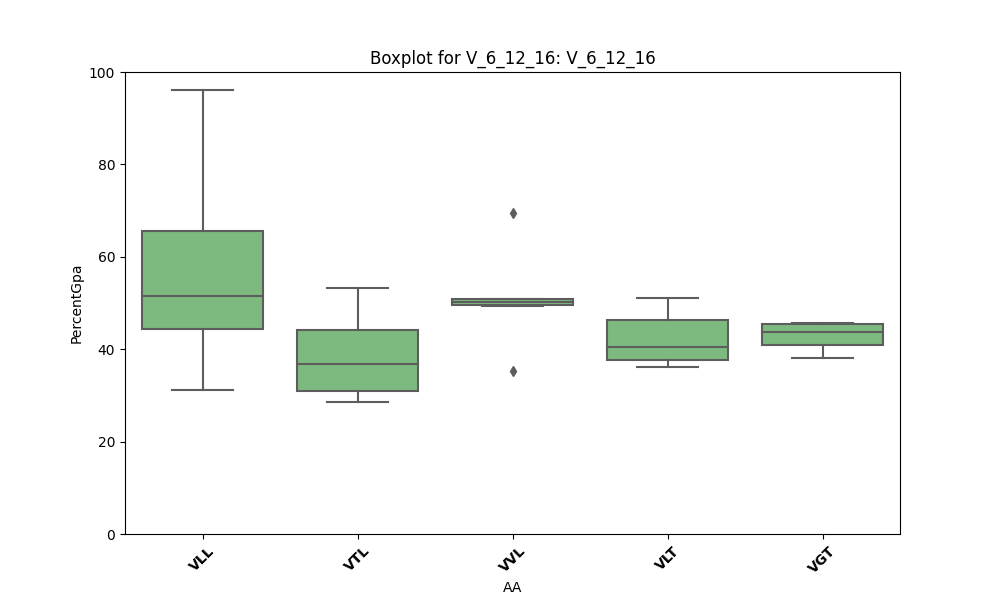 Boxplot for V_6_12_16: V_6_12_16
PercentGpa
100
80
60
40
20
0
VLL
VTL
VVL
VLT
VGT
AA